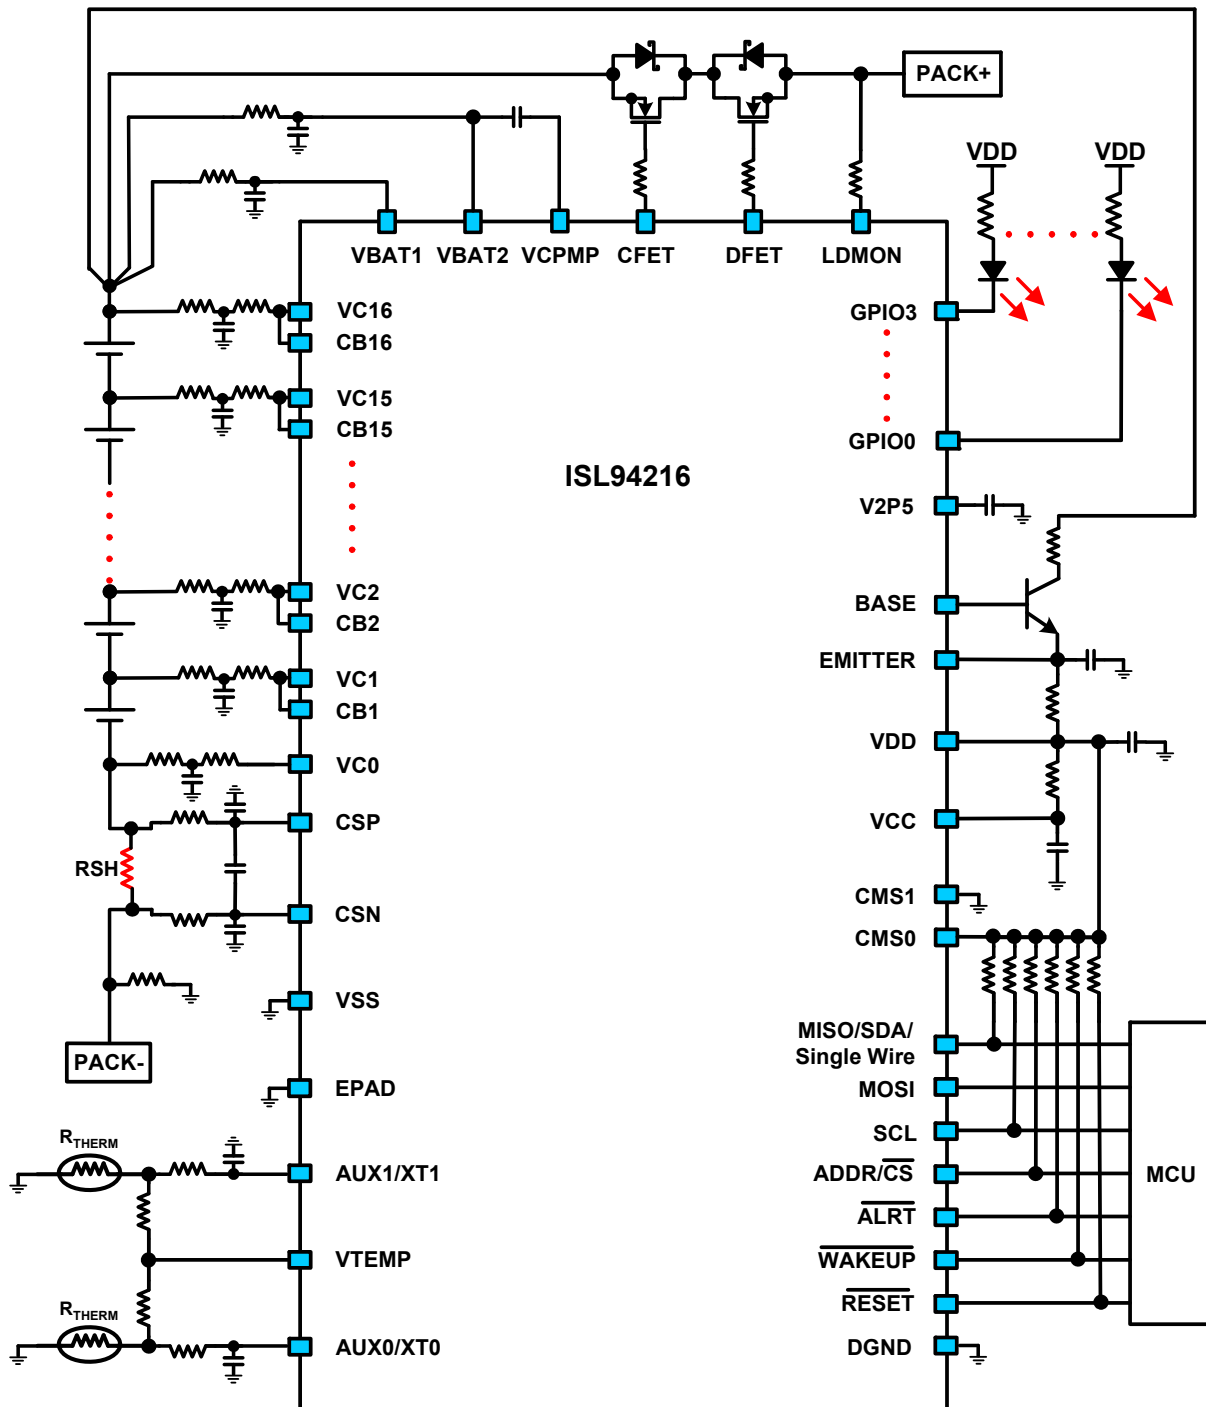 PACK+
VDD VDD
VBAT1 VBAT2 VCPMP CFET DFET LDMON
VC16
CB16
VC15
CB15
ISL94216
VC2
CB2
VC1
CB1
VC0
CSP
RSH
CSN
VSS
PACK-
EPAD
RTHERM
AUX1/XT1
VTEMP
RTHERM
AUX0/XT0
GPIO3
GPIO0
V2P5
BASE
EMITTER
VDD
VCC
CMS1
CMS0
MISO/SDA/
Single Wire
MOSI
SCL
ADDR/CS
ALRT
WAKEUP
RESET
DGND
MCU